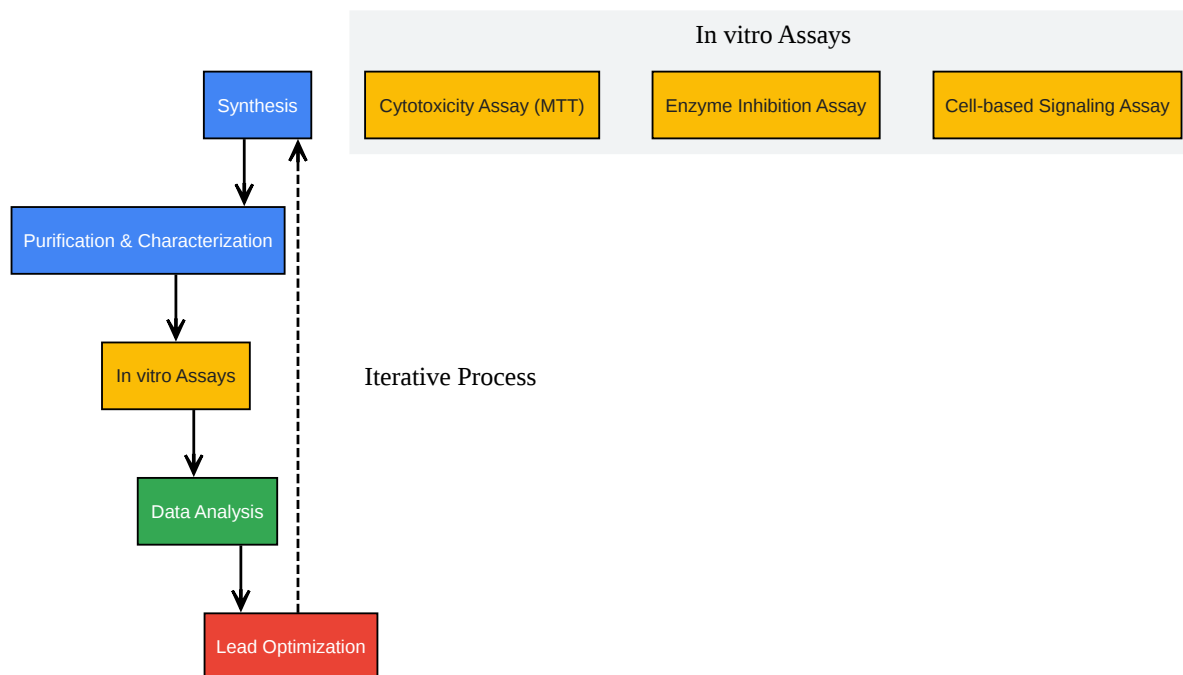 In vitro Assays
Synthesis
Cytotoxicity Assay (MTT)
Enzyme Inhibition Assay
Cell-based Signaling Assay
Purification & Characterization
In vitro Assays
Iterative Process
Data Analysis
Lead Optimization